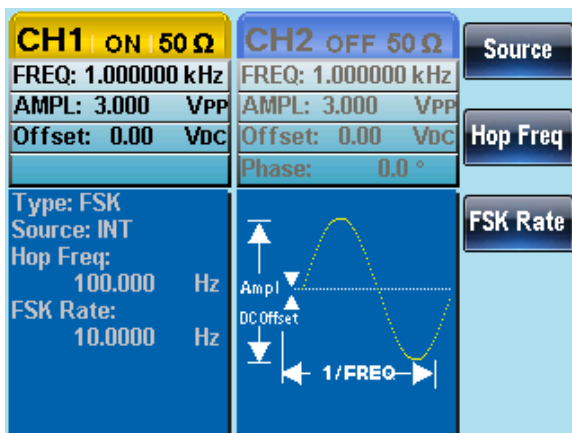 CH1 ON 50 Ω
FREQ: 1.000000 kHz
AMPL: 3.000 VPP
Offset: 0.00 VDC
CH2 OFF 50 Ω
FREQ: 1.000000 kHz
AMPL: 3.000 VPP
Offset: 0.00 VDC
Phase: 0.0 °
Type: FSK
Source: INT
Hop Freq:
100.000 Hz
FSK Rate:
10.0000 Hz
Ampl
DC Offset
1/FREQ
Source
Hop Freq
FSK Rate